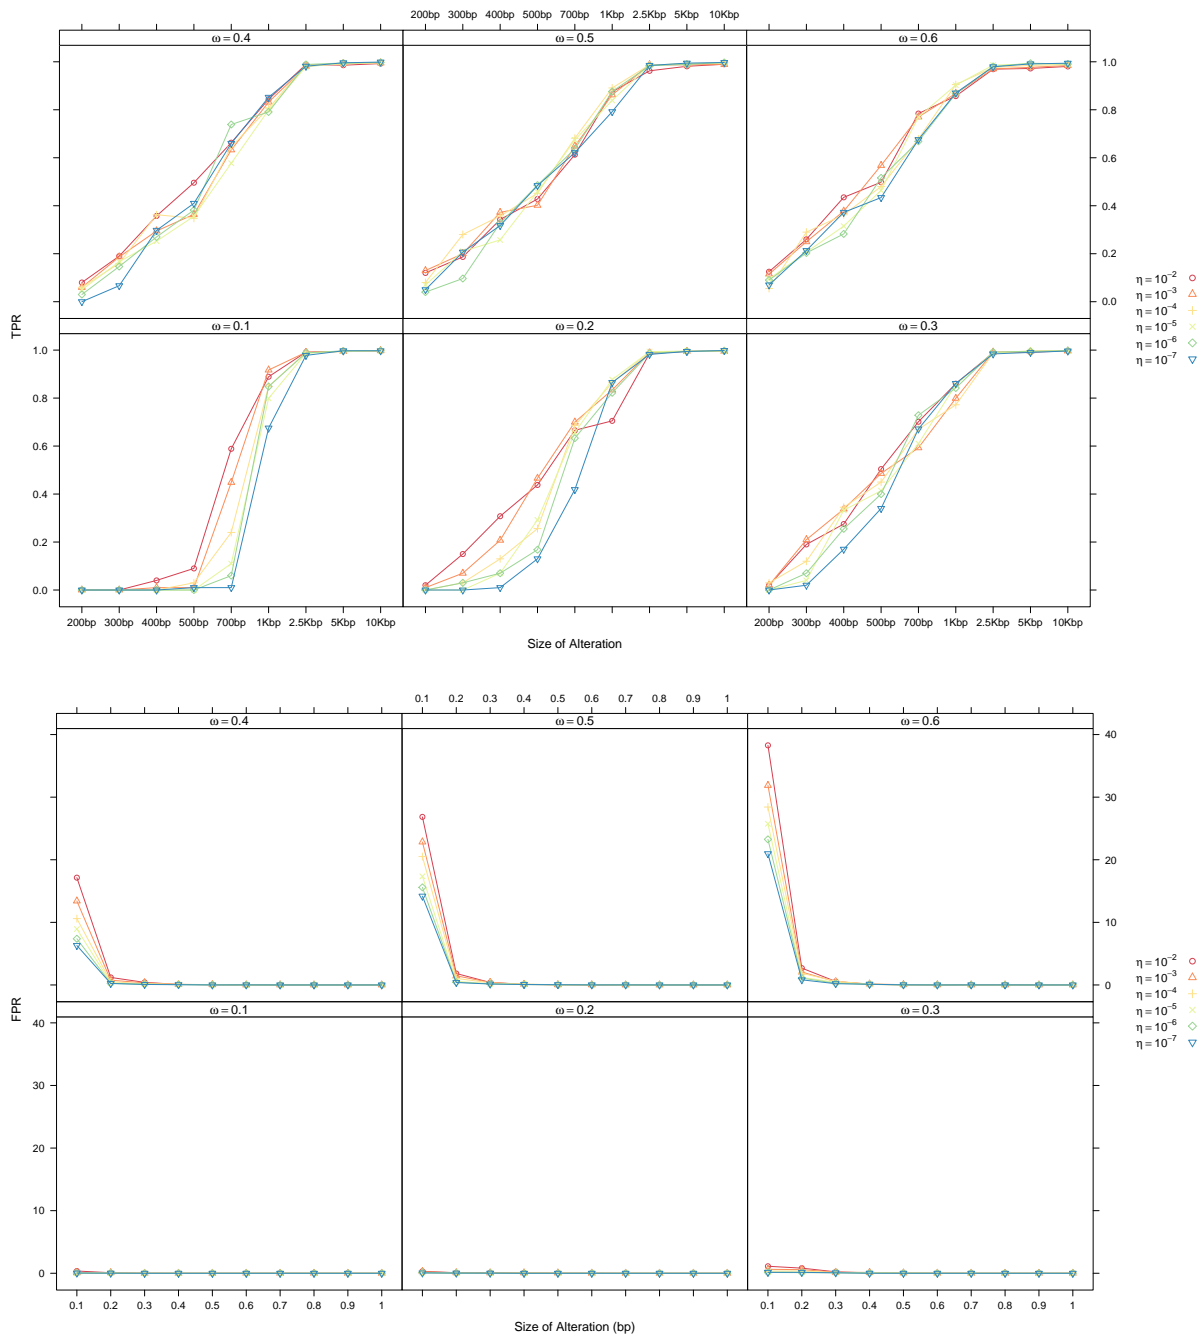 200bp 300bp 400bp 500bp 700bp 1Kbp 2.5Kbp 5Kbp 10Kbp
ω = 0.4 ω = 0.5 ω = 0.6
1.0
0.8
0.6
0.4
0.2
0.0
TPR
ω = 0.1 ω = 0.2 ω = 0.3
1.0
0.8
0.6
0.4
0.2
0.0
200bp 300bp 400bp 500bp 700bp 1Kbp 2.5Kbp 5Kbp 10Kbp 200bp 300bp 400bp 500bp 700bp 1Kbp 2.5Kbp 5Kbp 10Kbp
Size of Alteration
η = 10⁻²
η = 10⁻³
η = 10⁻⁴
η = 10⁻⁵
η = 10⁻⁶
η = 10⁻⁷
0.1 0.2 0.3 0.4 0.5 0.6 0.7 0.8 0.9 1
ω = 0.4 ω = 0.5 ω = 0.6
40
30
20
10
0
FPR
ω = 0.1 ω = 0.2 ω = 0.3
40
30
20
10
0
0.1 0.2 0.3 0.4 0.5 0.6 0.7 0.8 0.9 1 0.1 0.2 0.3 0.4 0.5 0.6 0.7 0.8 0.9 1
Size of Alteration (bp)
η = 10⁻²
η = 10⁻³
η = 10⁻⁴
η = 10⁻⁵
η = 10⁻⁶
η = 10⁻⁷